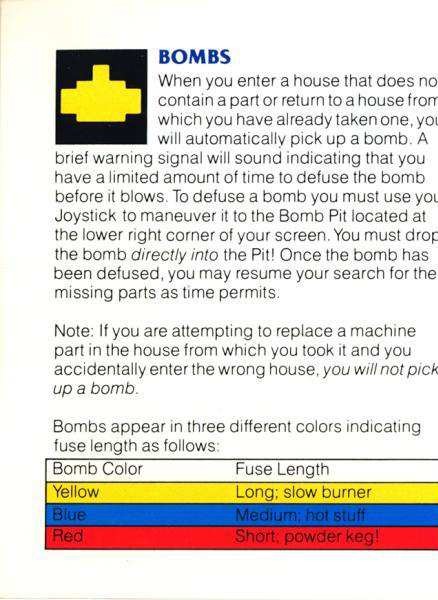 BOMBS
When you enter a house that does no
contain a part or return to a house from
which you have already taken one, you
will automatically pick up a bomb. A
brief warning signal will sound indicating that you
have a limited amount of time to defuse the bomb
before it blows. To defuse a bomb you must use you
Joystick to maneuver it to the Bomb Pit located at
the lower right corner of your screen. You must drop
the bomb directly into the Pit! Once the bomb has
been defused, you may resume your search for the
missing parts as time permits.
Note: If you are attempting to replace a machine
part in the house from which you took it and you
accidentally enter the wrong house, you will not pick
up a bomb.
Bombs appear in three different colors indicating
fuse length as follows:
Bomb Color Fuse Length
Yellow Long; slow burner
Blue Medium; hot stuff
Red Short; powder keg!